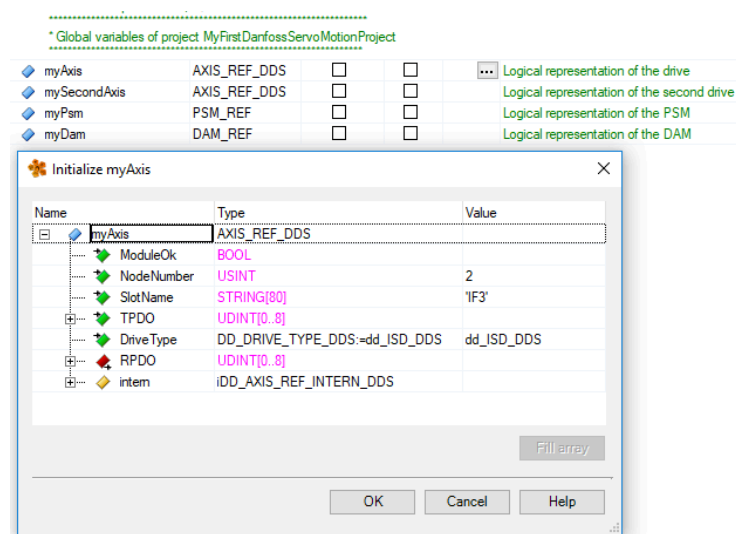 **********************************************************************
* Global variables of project MyFirstDanfossServoMotionProject
**********************************************************************
myAxis AXIS_REF_DDS ... Logical representation of the drive
mySecondAxis AXIS_REF_DDS Logical representation of the second drive
myPsm PSM_REF Logical representation of the PSM
myDam DAM_REF Logical representation of the DAM
Initialize myAxis
Name Type Value
myAxis AXIS_REF_DDS
ModuleOk BOOL
NodeNumber USINT 2
SlotName STRING[80] 'IF3'
TPDO UDINT[0..8]
DriveType DD_DRIVE_TYPE_DDS:=dd_ISD_DDS dd_ISD_DDS
RPDO UDINT[0..8]
intern iDD_AXIS_REF_INTERN_DDS
Fill array
OK Cancel Help